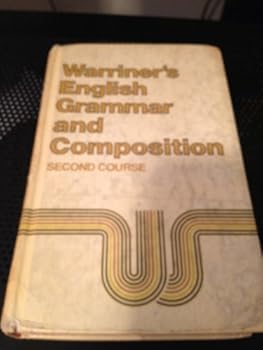 Warriner's
English
Grammar
and
Composition
SECOND COURSE